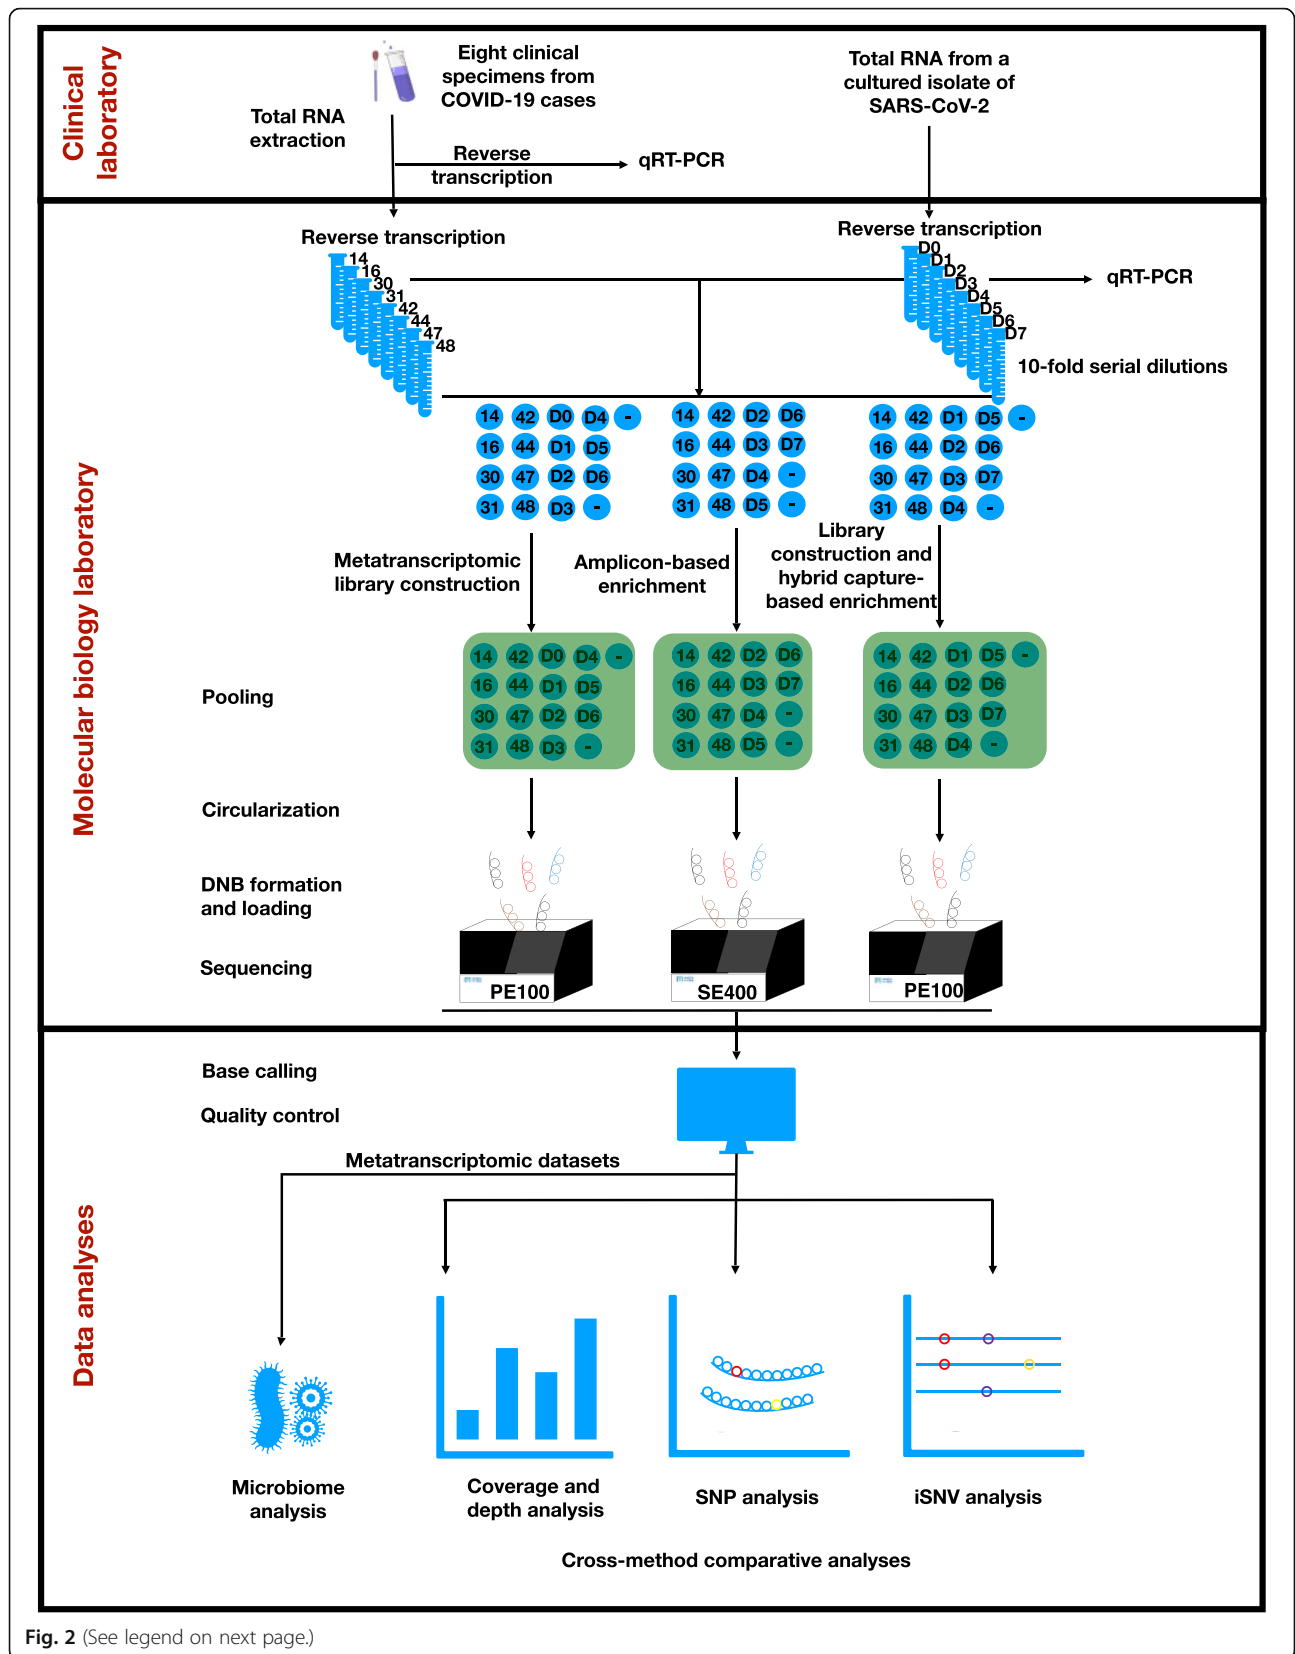 Clinical
laboratory
Eight clinical
specimens from
COVID-19 cases
Total RNA from a
cultured isolate of
SARS-CoV-2
Total RNA
extraction
Reverse
transcription
qRT-PCR
Molecular biology laboratory
Reverse transcription
14
16
30
31
42
44
47
48
Reverse transcription
D0
D1
D2
D3
D4
D5
D6
D7
qRT-PCR
10-fold serial dilutions
14 42 D0 D4 -
16 44 D1 D5
30 47 D2 D6
31 48 D3 -
14 42 D2 D6
16 44 D3 D7
30 47 D4 -
31 48 D5 -
14 42 D1 D5 -
16 44 D2 D6
30 47 D3 D7
31 48 D4 -
Metatranscriptomic
library construction
Amplicon-based
enrichment
Library
construction and
hybrid capture-
based enrichment
Pooling
14 42 D0 D4 -
16 44 D1 D5
30 47 D2 D6
31 48 D3 -
14 42 D2 D6
16 44 D3 D7
30 47 D4 -
31 48 D5 -
14 42 D1 D5 -
16 44 D2 D6
30 47 D3 D7
31 48 D4 -
Circularization
DNB formation
and loading
Sequencing
PE100
SE400
PE100
Data analyses
Base calling
Quality control
Metatranscriptomic datasets
Microbiome
analysis
Coverage and
depth analysis
SNP analysis
iSNV analysis
Cross-method comparative analyses
Fig. 2 (See legend on next page.)